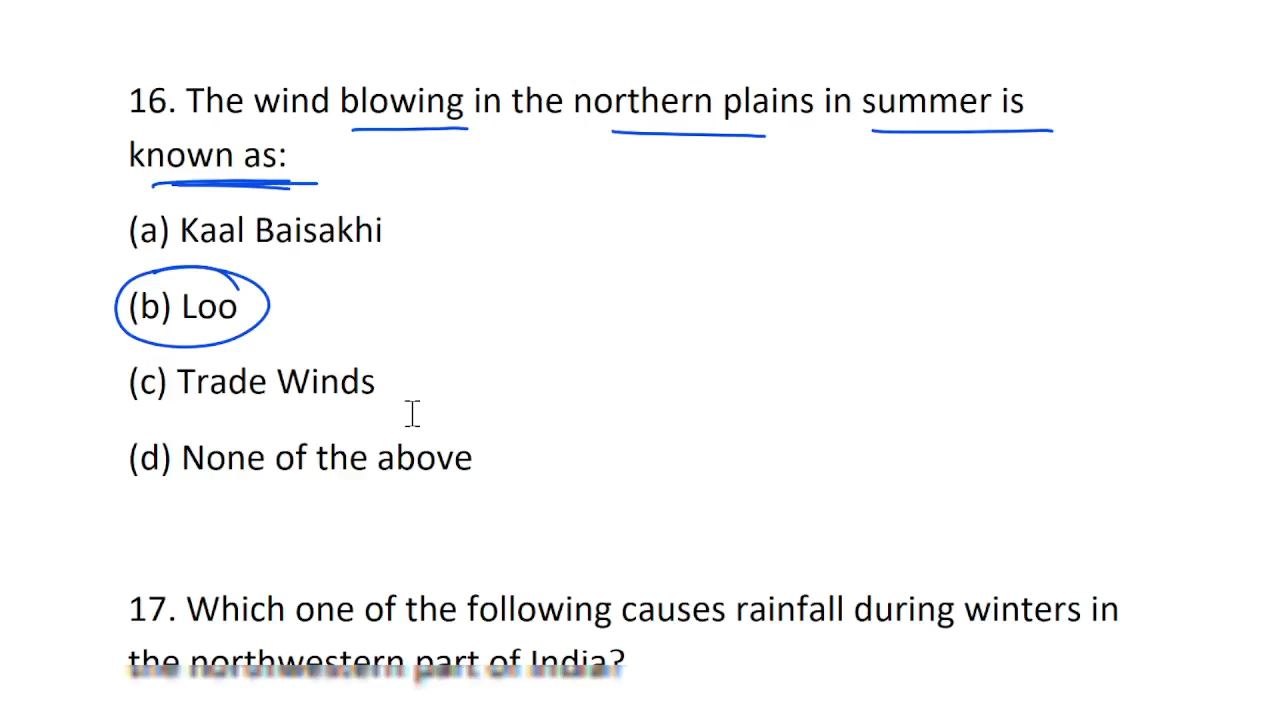 16. The wind blowing in the northern plains in summer is
known as:
(a) Kaal Baisakhi
(b) Loo
(c) Trade Winds
(d) None of the above
17. Which one of the following causes rainfall during winters in
the northwestern part of India?